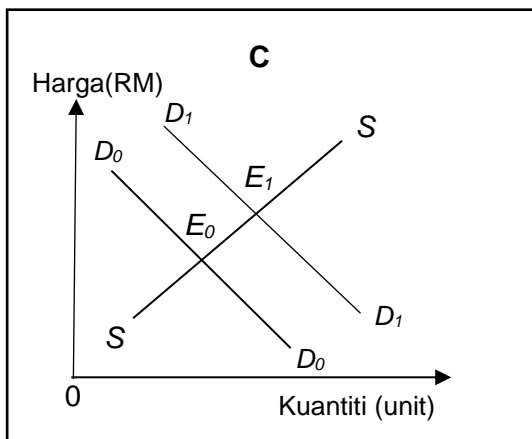 C
Harga(RM)
D₁
S
D₀
E₁
E₀
D₁
S
D₀
0
Kuantiti (unit)